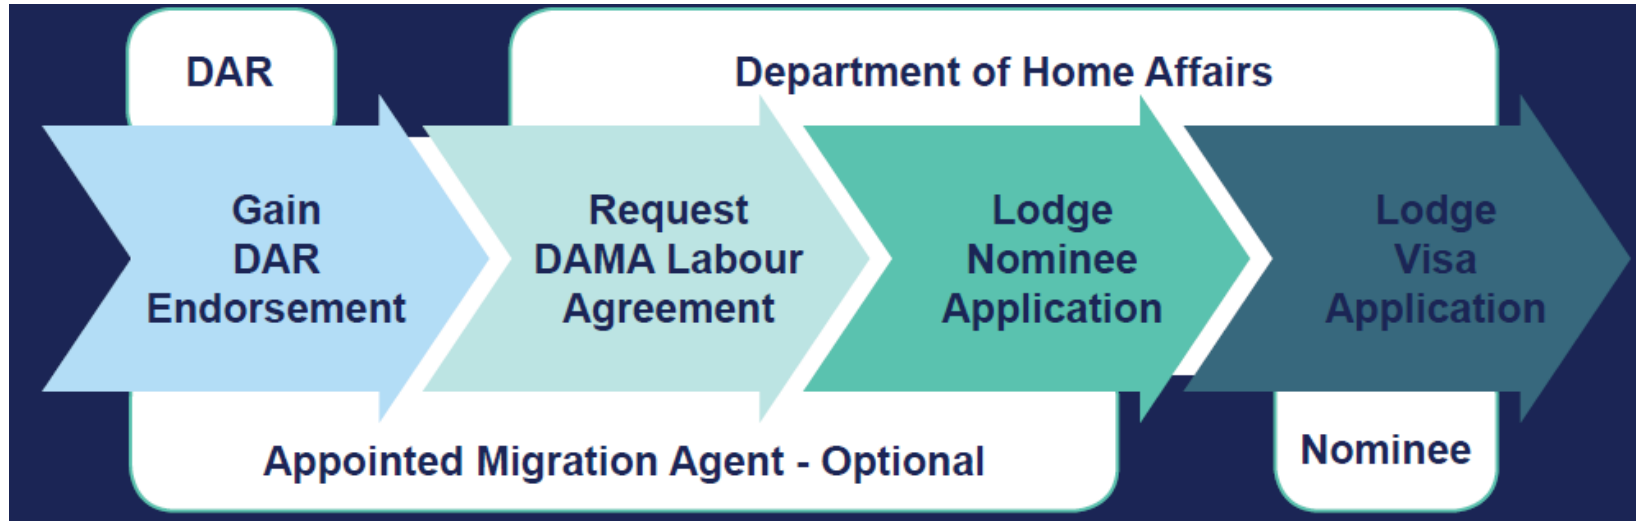 DAR
Department of Home Affairs
Gain
DAR
Endorsement
Request
DAMA Labour
Agreement
Lodge
Nominee
Application
Lodge
Visa
Application
Appointed Migration Agent - Optional
Nominee